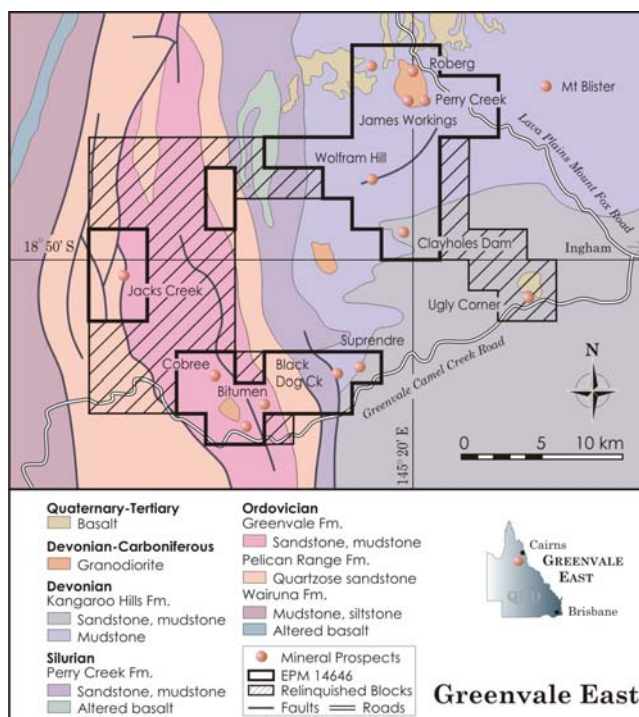 Roberg
Mt Blister
Perry Creek
James Workings
Lava Plains Mount Fox Road
Wolfram Hill
18° 50' S
Clayholes Dam
Ingham
Jacks Creek
Ugly Corner
Suprendre
Cobree
Black
Dog Ck
Greenvale Camel Creek Road
N
Bitumen
145° 20' E
0 5 10 km
Quaternary-Tertiary
Basalt
Devonian-Carboniferous
Granodiorite
Devonian
Kangaroo Hills Fm.
Sandstone, mudstone
Mudstone
Silurian
Perry Creek Fm.
Sandstone, mudstone
Altered basalt
Ordovician
Greenvale Fm.
Sandstone, mudstone
Pelican Range Fm.
Quartzose sandstone
Wairuna Fm.
Mudstone, siltstone
Altered basalt
Mineral Prospects
EPM 14646
Relinquished Blocks
Faults
Roads
Cairns
GREENVALE
EAST
QLD
Brisbane
Greenvale East